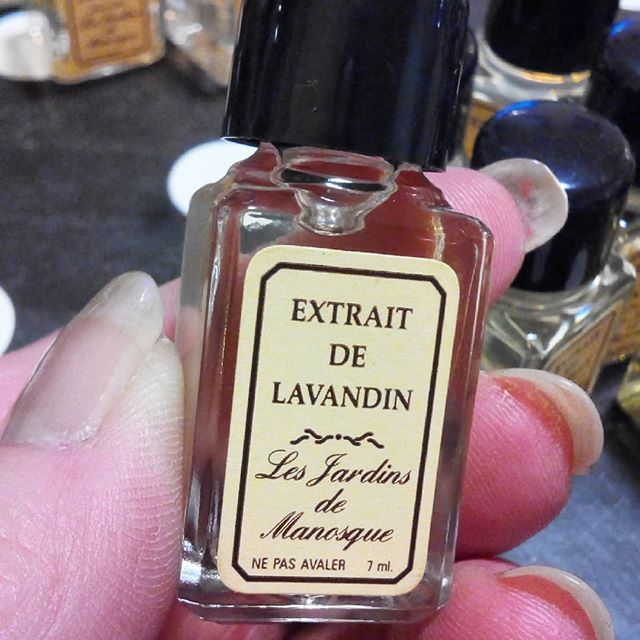 EXTRAIT
DE
LAVANDIN
Les Jardins
de
Manosque
NE PAS AVALER 7 ml.